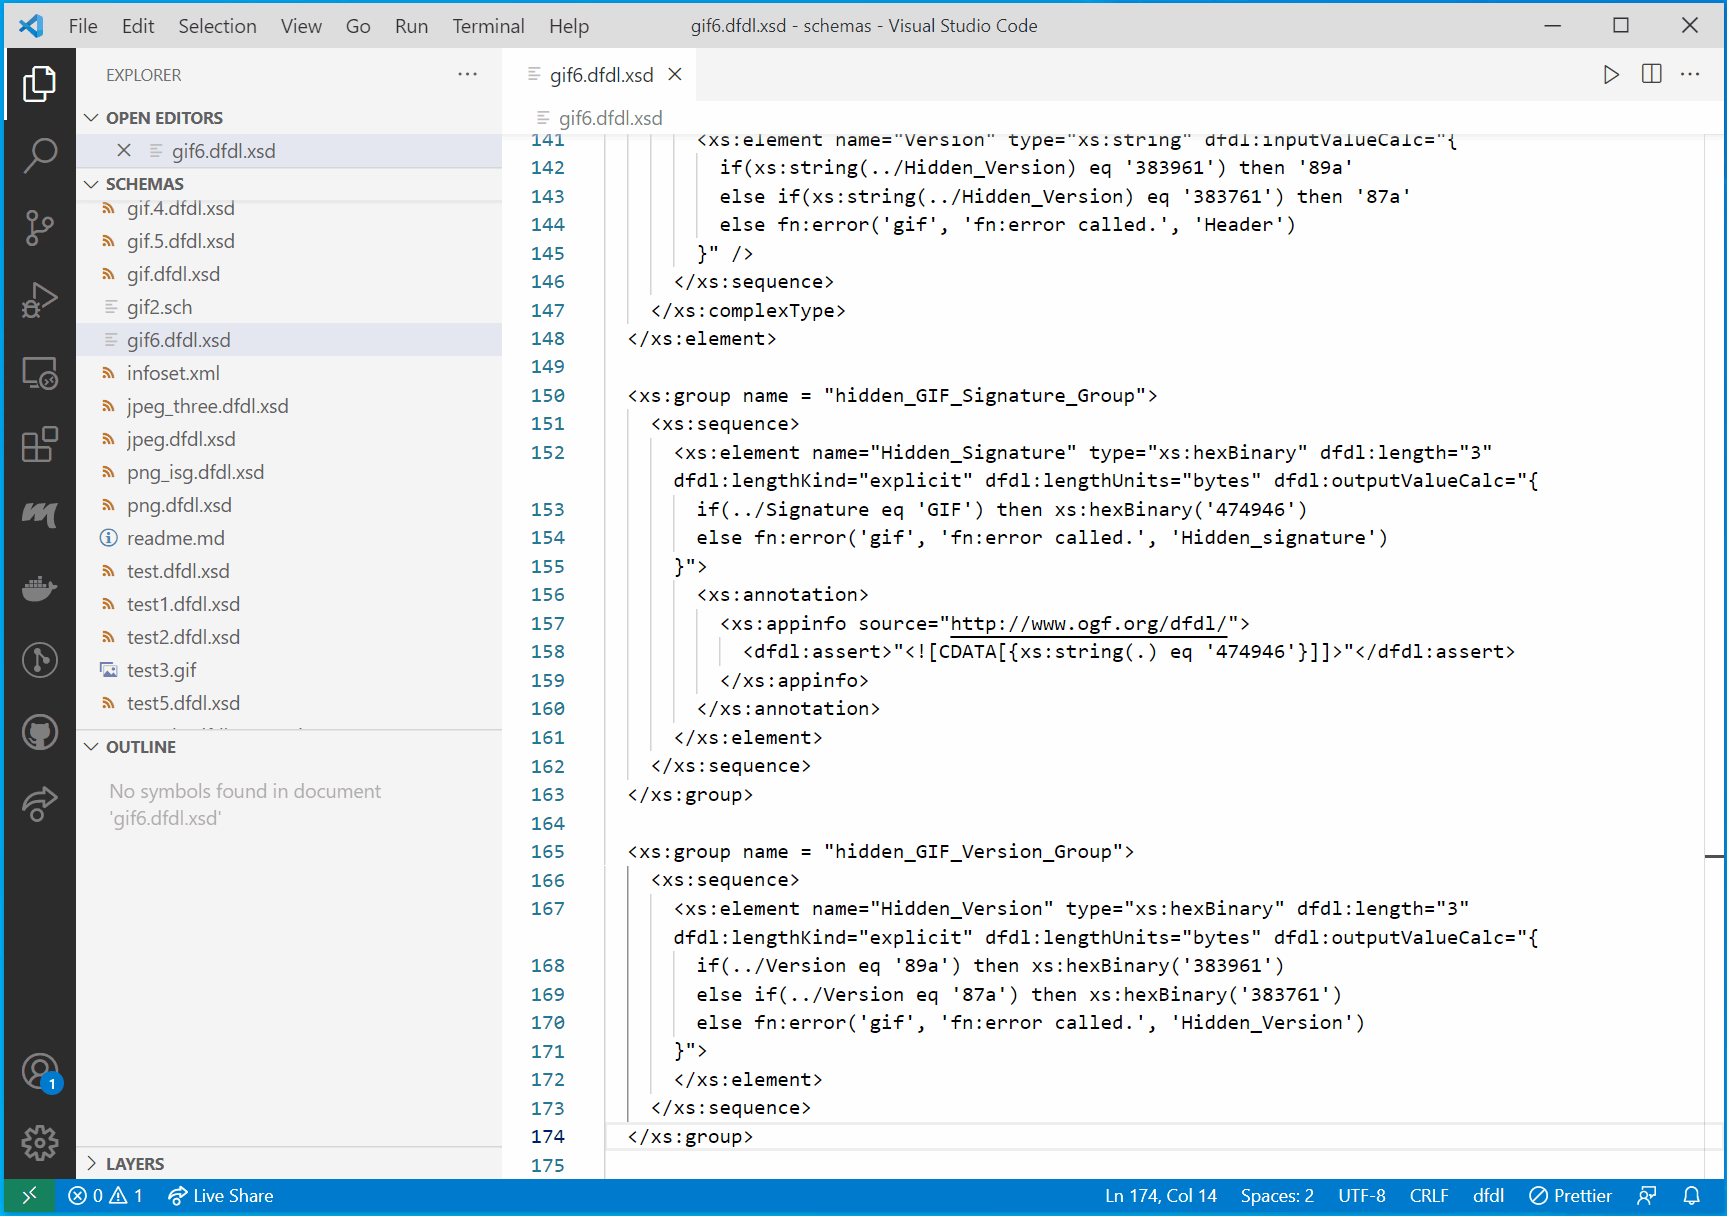 File Edit Selection View Go Run Terminal Help gif6.dfdl.xsd - schemas - Visual Studio Code
EXPLORER
OPEN EDITORS
gif6.dfdl.xsd
SCHEMAS
gif.4.dfdl.xsd
gif.5.dfdl.xsd
gif.dfdl.xsd
gif2.sch
gif6.dfdl.xsd
infoset.xml
jpeg_three.dfdl.xsd
jpeg.dfdl.xsd
png_isg.dfdl.xsd
png.dfdl.xsd
readme.md
test.dfdl.xsd
test1.dfdl.xsd
test2.dfdl.xsd
test3.gif
test5.dfdl.xsd
OUTLINE
No symbols found in document
'gif6.dfdl.xsd'
LAYERS
1
gif6.dfdl.xsd
gif6.dfdl.xsd
141 <xs:element name="Version" type="xs:string" dfdl:inputValueCalc="{
142 if(xs:string(../Hidden_Version) eq '383961') then '89a'
143 else if(xs:string(../Hidden_Version) eq '383761') then '87a'
144 else fn:error('gif', 'fn:error called.', 'Header')
145 }" />
146 </xs:sequence>
147 </xs:complexType>
148 </xs:element>
149
150 <xs:group name = "hidden_GIF_Signature_Group">
151 <xs:sequence>
152 <xs:element name="Hidden_Signature" type="xs:hexBinary" dfdl:length="3"
dfdl:lengthKind="explicit" dfdl:lengthUnits="bytes" dfdl:outputValueCalc="{
153 if(../Signature eq 'GIF') then xs:hexBinary('474946')
154 else fn:error('gif', 'fn:error called.', 'Hidden_signature')
155 }">
156 <xs:annotation>
157 <xs:appinfo source="http://www.ogf.org/dfdl/">
158 <dfdl:assert>"<![CDATA[{xs:string(.) eq '474946'}]]>"</dfdl:assert>
159 </xs:appinfo>
160 </xs:annotation>
161 </xs:element>
162 </xs:sequence>
163 </xs:group>
164
165 <xs:group name = "hidden_GIF_Version_Group">
166 <xs:sequence>
167 <xs:element name="Hidden_Version" type="xs:hexBinary" dfdl:length="3"
dfdl:lengthKind="explicit" dfdl:lengthUnits="bytes" dfdl:outputValueCalc="{
168 if(../Version eq '89a') then xs:hexBinary('383961')
169 else if(../Version eq '87a') then xs:hexBinary('383761')
170 else fn:error('gif', 'fn:error called.', 'Hidden_Version')
171 }">
172 </xs:element>
173 </xs:sequence>
174 </xs:group>
175
0 1 Live Share Ln 174, Col 14 Spaces: 2 UTF-8 CRLF dfdl Prettier